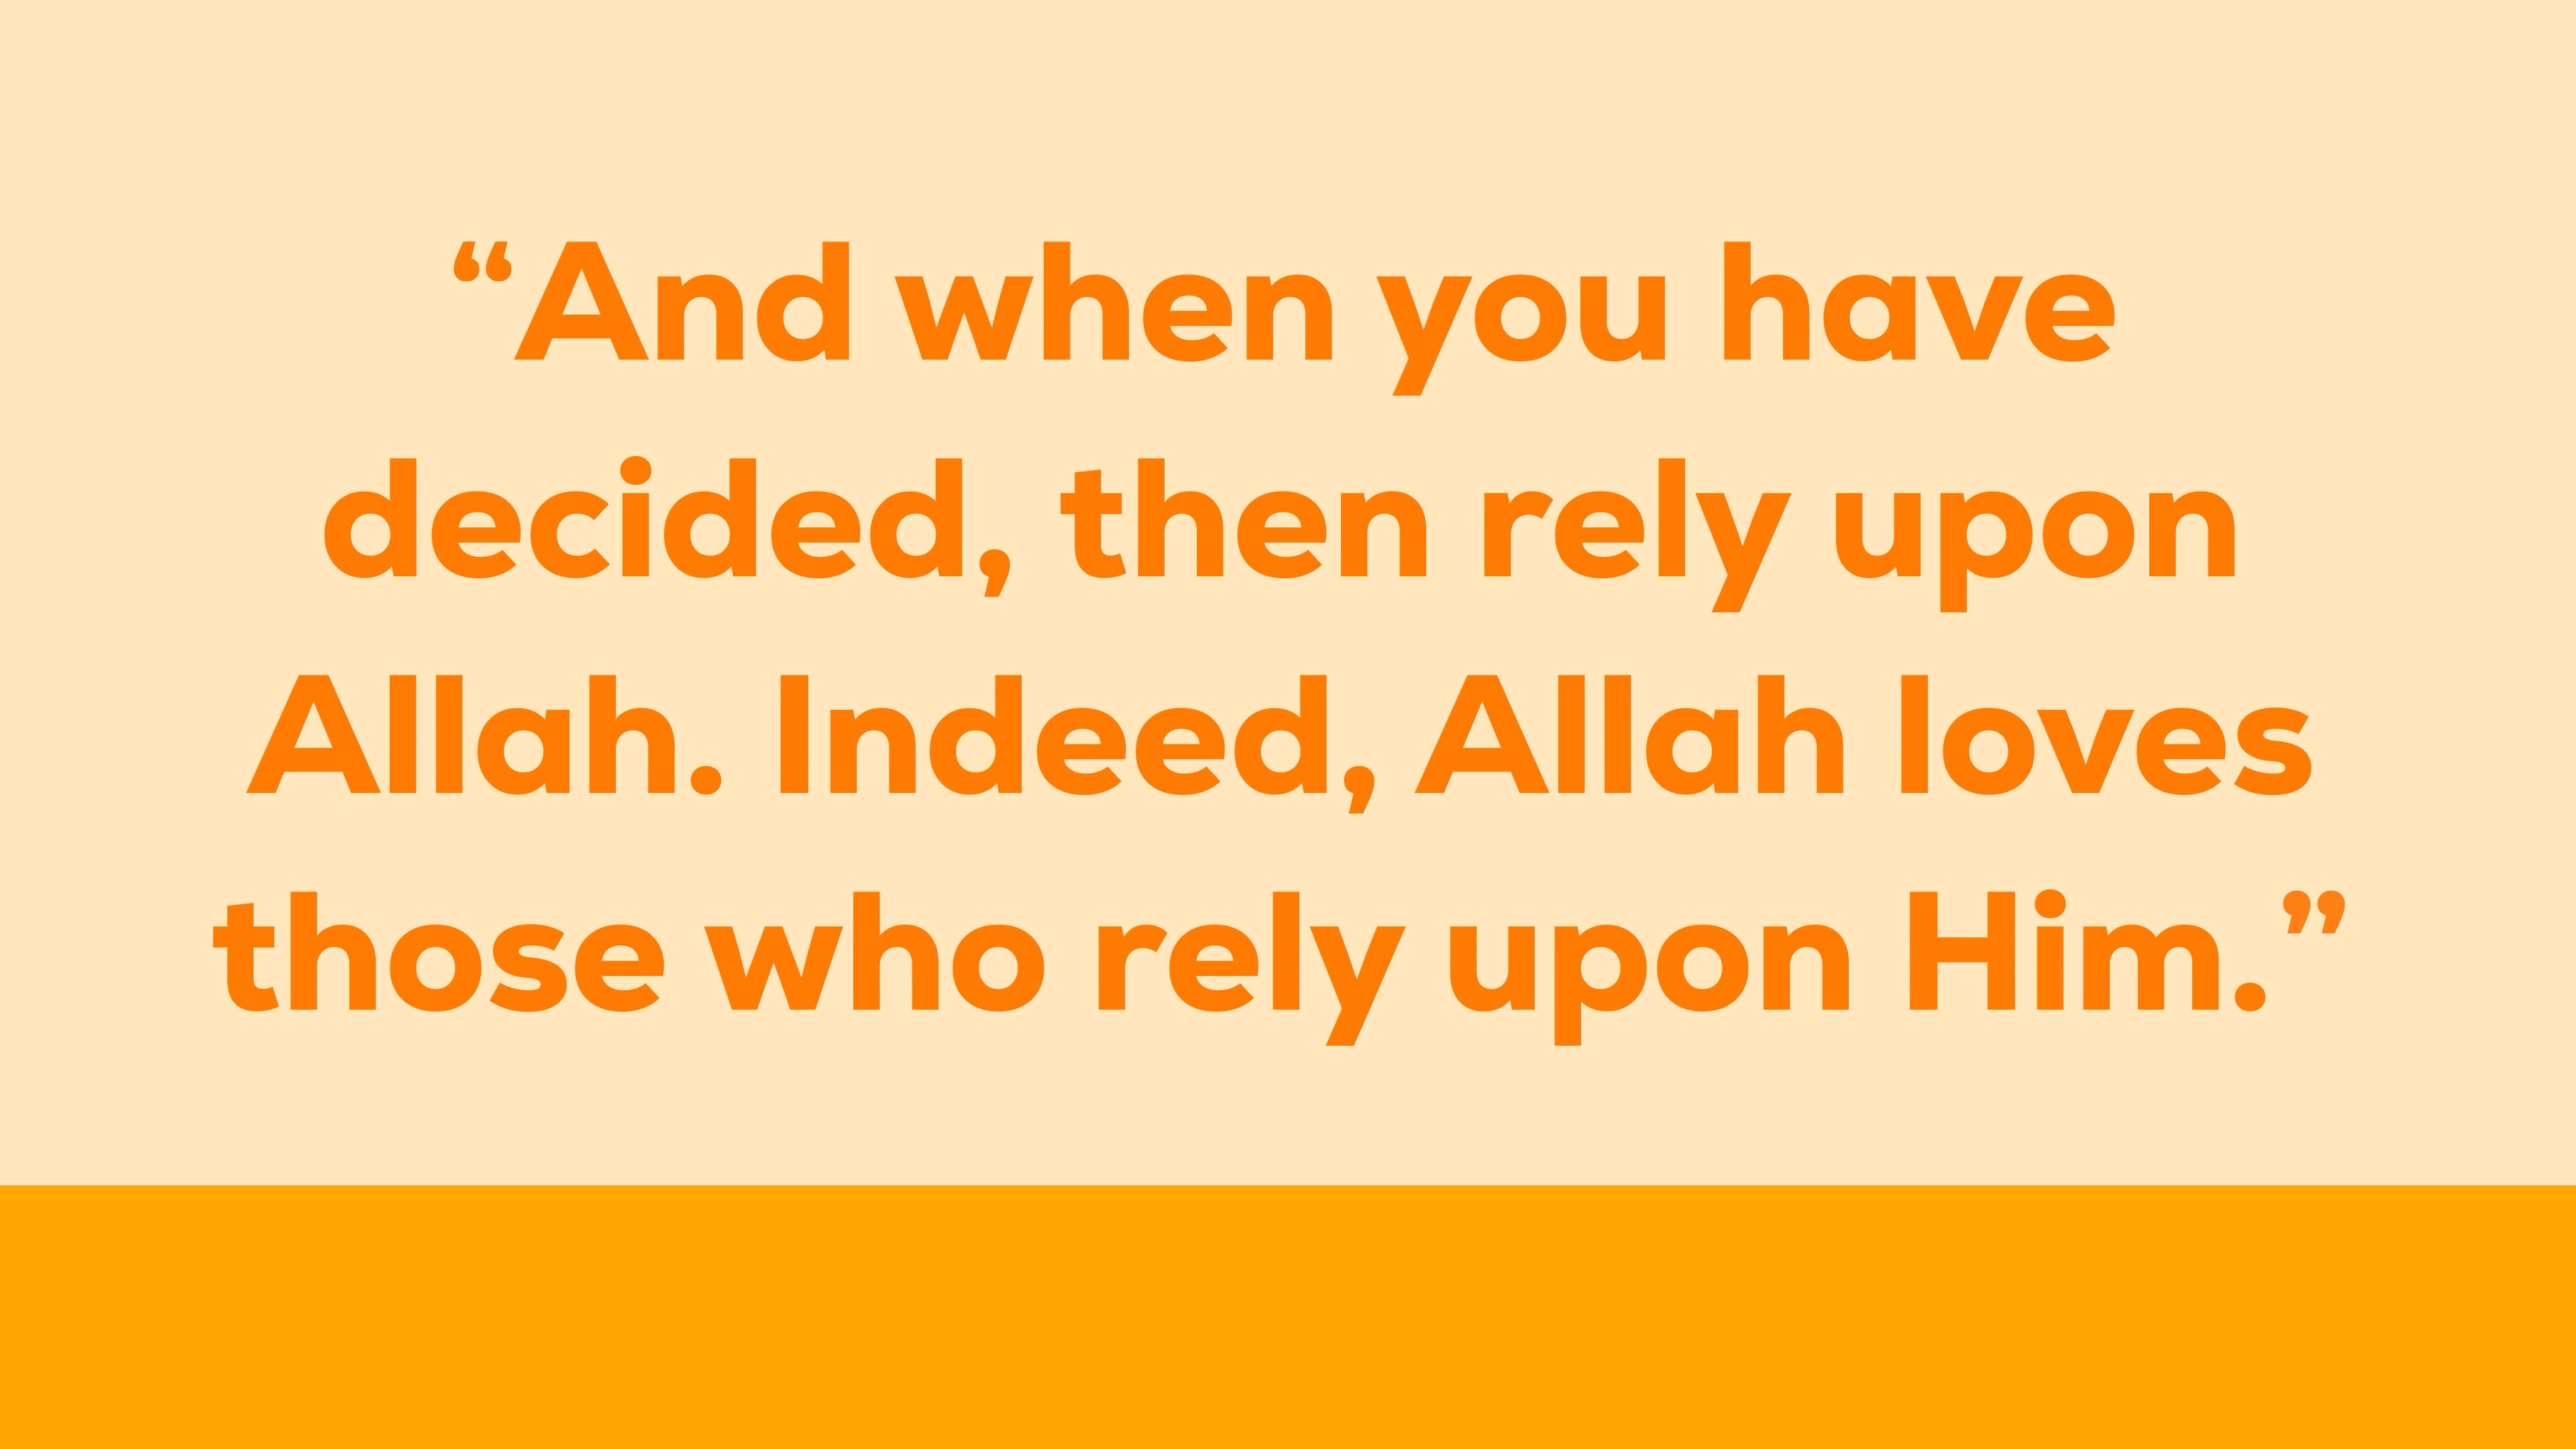 “And when you have
decided, then rely upon
Allah. Indeed, Allah loves
those who rely upon Him.”